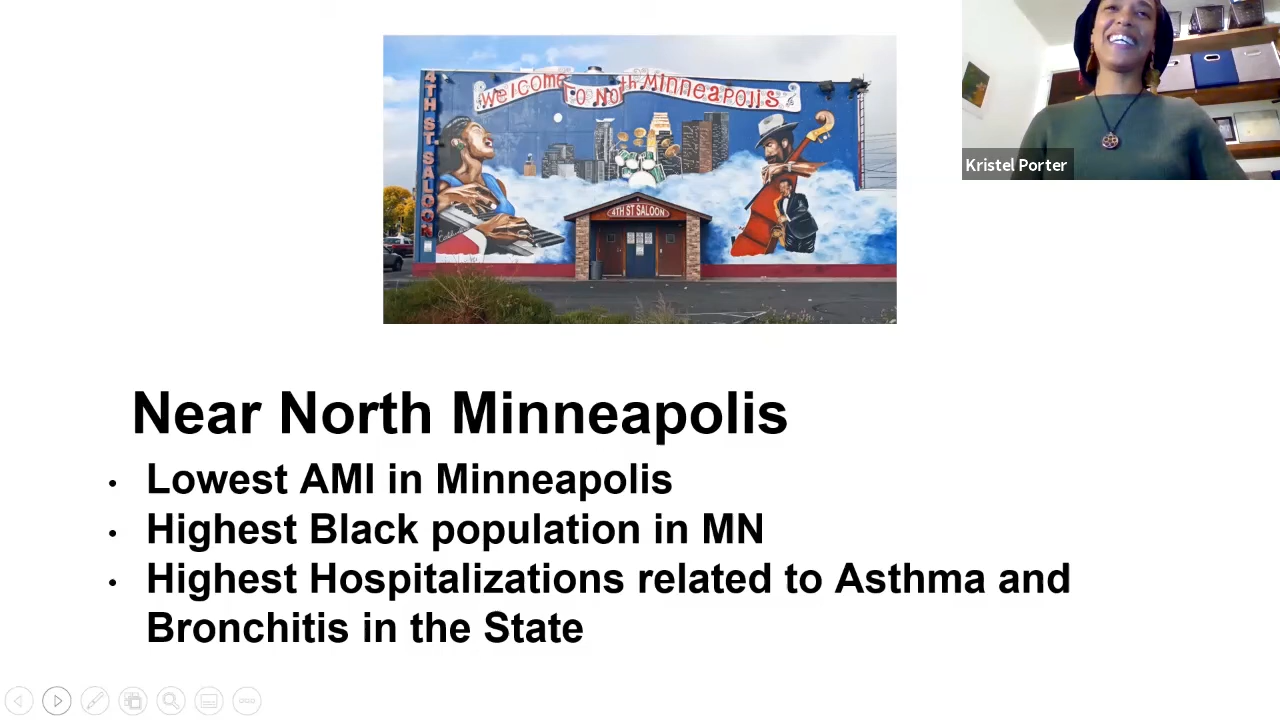 Welcome To North Minneapolis
4TH ST. SALOON
4TH ST SALOON
Kristel Porter
Near North Minneapolis
• Lowest AMI in Minneapolis
• Highest Black population in MN
• Highest Hospitalizations related to Asthma and
Bronchitis in the State